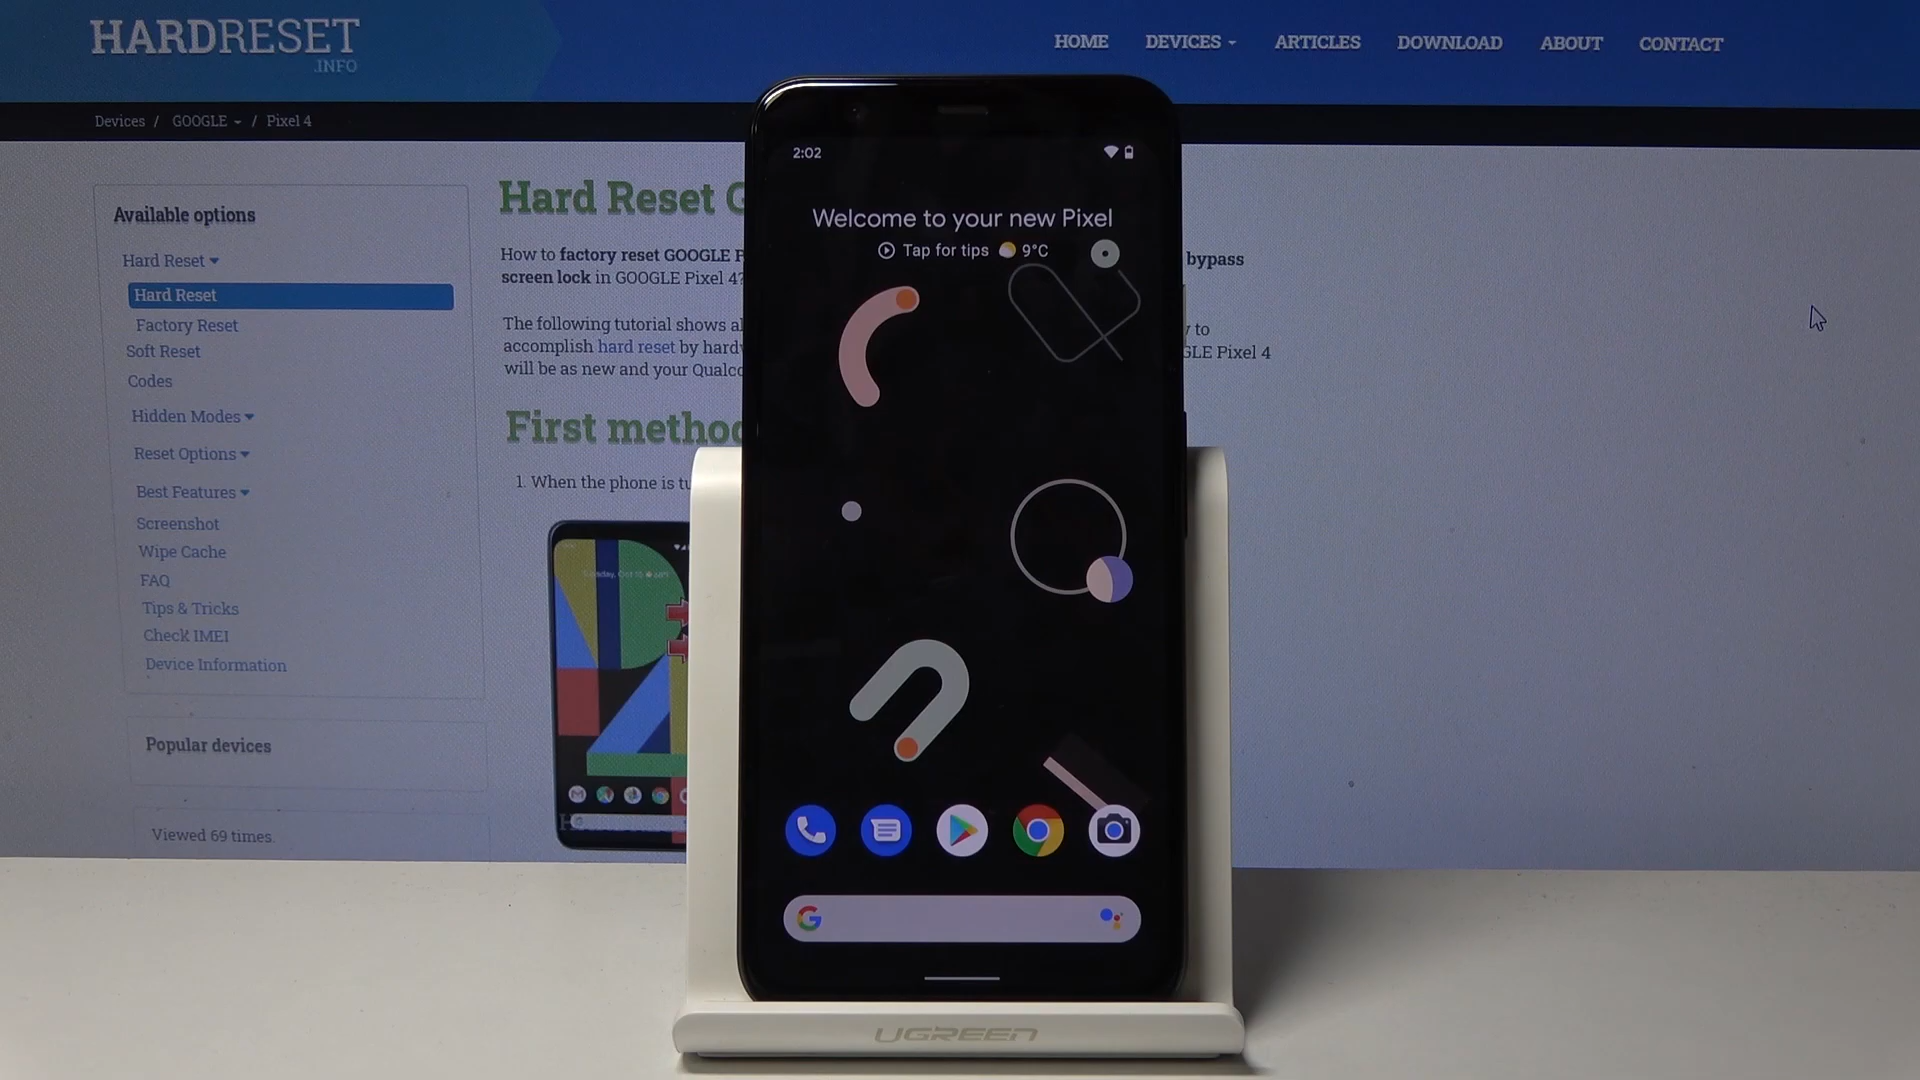 HARDRESET
.INFO
HOME DEVICES ARTICLES DOWNLOAD ABOUT CONTACT
Devices / GOOGLE / Pixel 4
Available options
Hard Reset
Hard Reset
Factory Reset
Soft Reset
Codes
Hidden Modes
Reset Options
Best Features
Screenshot
Wipe Cache
FAQ
Tips & Tricks
Check IMEI
Device Information
Popular devices
Viewed 69 times.
Hard Reset G
How to factory reset GOOGLE P bypass
screen lock in GOOGLE Pixel 4?
The following tutorial shows al to
accomplish hard reset by hardw GLE Pixel 4
will be as new and your Qualco
First method
1. When the phone is tu
2:02
Welcome to your new Pixel
Tap for tips 9°C
UGREEN